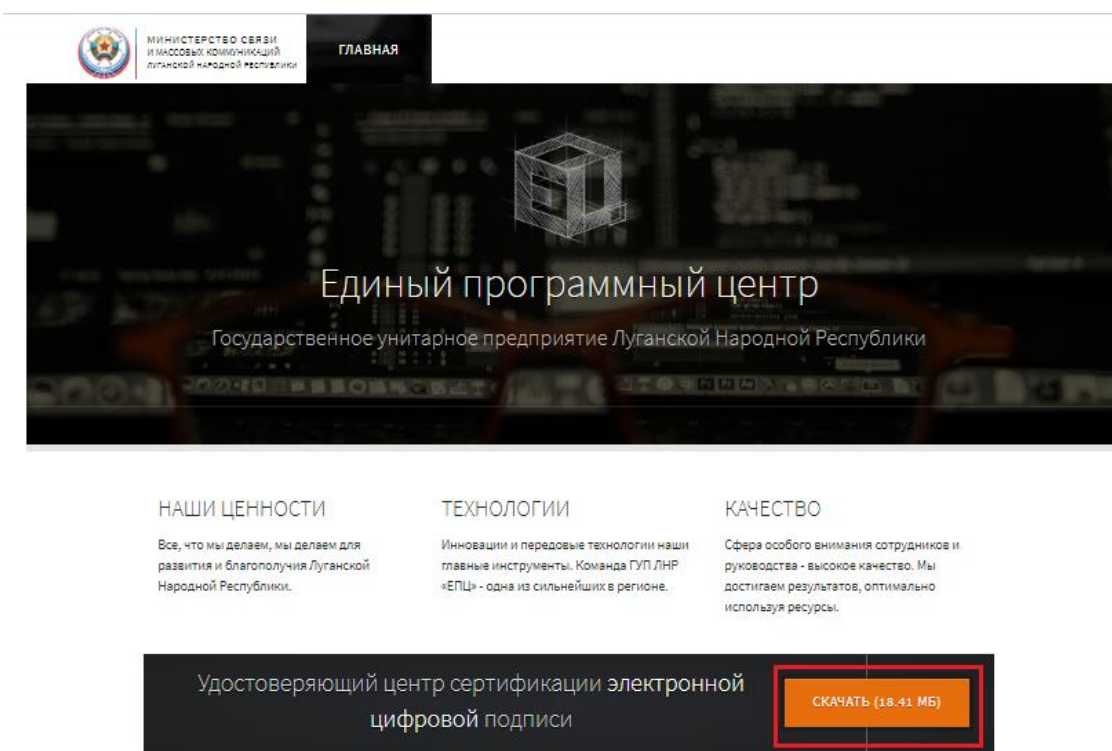 МИНИСТЕРСТВО СВЯЗИ
И МАССОВЫХ КОММУНИКАЦИЙ
ЛУГАНСКОЙ НАРОДНОЙ РЕСПУБЛИКИ
ГЛАВНАЯ
ЕПЦ
Единый программный центр
Государственное унитарное предприятие Луганской Народной Республики
НАШИ ЦЕННОСТИ
Все, что мы делаем, мы делаем для
развития и благополучия Луганской
Народной Республики.
ТЕХНОЛОГИИ
Инновации и передовые технологии наши
главные инструменты. Команда ГУП ЛНР
«ЕПЦ» - одна из сильнейших в регионе.
КАЧЕСТВО
Сфера особого внимания сотрудников и
руководства - высокое качество. Мы
достигаем результатов, оптимально
используя ресурсы.
Удостоверяющий центр сертификации электронной
цифровой подписи
СКАЧАТЬ (18.41 МБ)